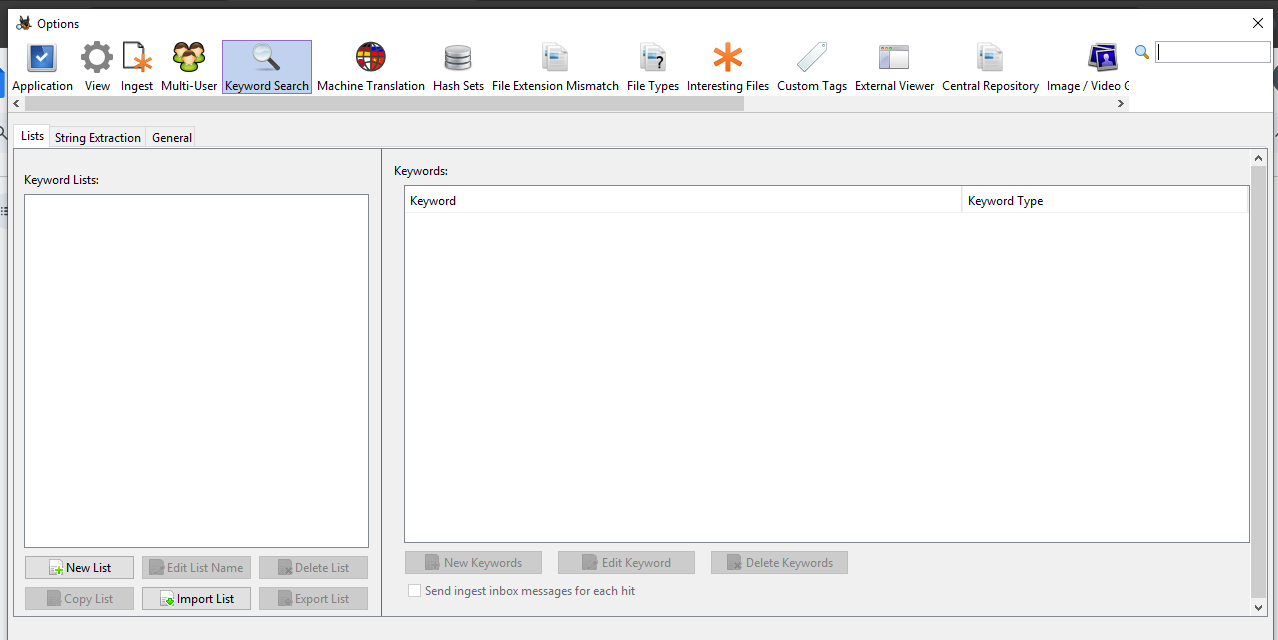 Options
Application View Ingest Multi-User Keyword Search Machine Translation Hash Sets File Extension Mismatch File Types Interesting Files Custom Tags External Viewer Central Repository Image / Video G
Lists String Extraction General
Keyword Lists:
Keywords:
Keyword Keyword Type
New List Edit List Name Delete List
Copy List Import List Export List
New Keywords Edit Keyword Delete Keywords
Send ingest inbox messages for each hit